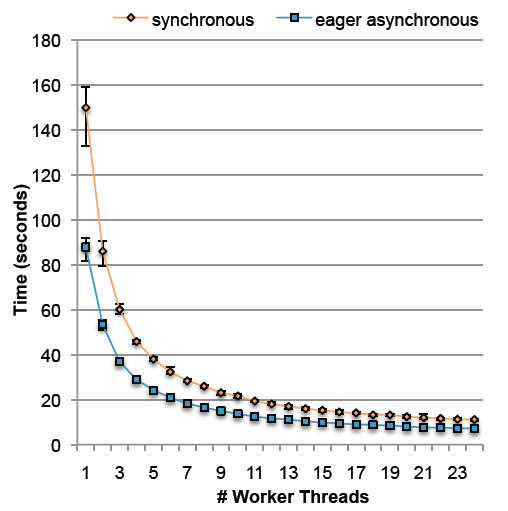 synchronous eager asynchronous
180
160
140
120
100
80
60
40
20
0
Time (seconds)
1 3 5 7 9 11 13 15 17 19 21 23
# Worker Threads